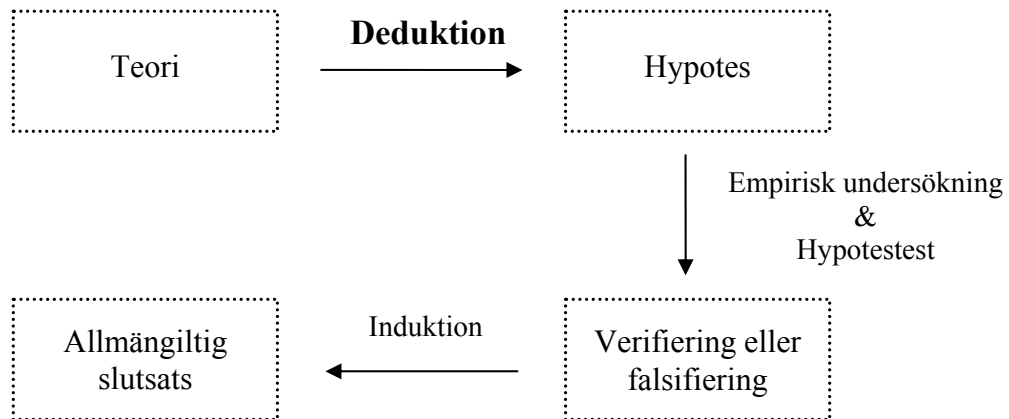 Deduktion
Teori
Hypotes
Empirisk undersökning
&
Hypotestest
Verifiering eller
falsifiering
Induktion
Allmängiltig
slutsats